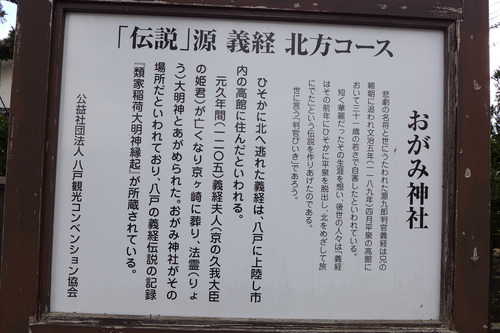 「伝説」源 義経 北方コース
おがみ神社
悲劇の名将と世にうたわれた源九郎判官義経は兄の
頼朝に追われ文治五年(一一八九年)四月平泉の高館に
おいて三十一歳の若さで自害したといわれている。
短く華麗だったその生涯を想い、後世の人々は、「義経
はその前年にひそかに平泉を脱出し、北をめざして旅
にでた」という伝説を作りあげたのである。
世に言う「判官びいき」であろう。
ひそかに北へ逃れた義経は、八戸に上陸し市
内の高館に住んだといわれる。
元久年間(一二〇五)義経夫人(京の久我大臣
の姫君)が亡くなり京ヶ崎に葬り、法霊(りょ
う)大明神とあがめられた。おがみ神社がその
場所だといわれており、八戸の義経伝説の記録
『類家稲荷大明神縁起』が所蔵されている。
公益社団法人 八戸観光コンベンション協会